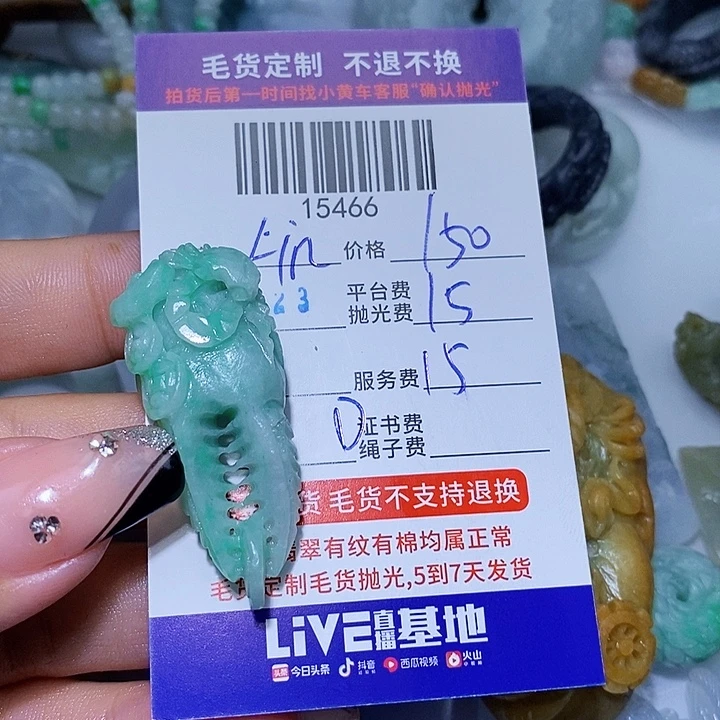 毛货定制 不退不换
拍货后第一时间找小黄车客服“确认抛光”
15466
价格 150
23 平台费
抛光费 15
服务费 15
证书费
绳子费
货 毛货不支持退换
翡翠有纹有棉均属正常
毛货定制毛货抛光,5到7天发货
LiVE直播基地
头条 今日头条 抖音 西瓜视频 火山